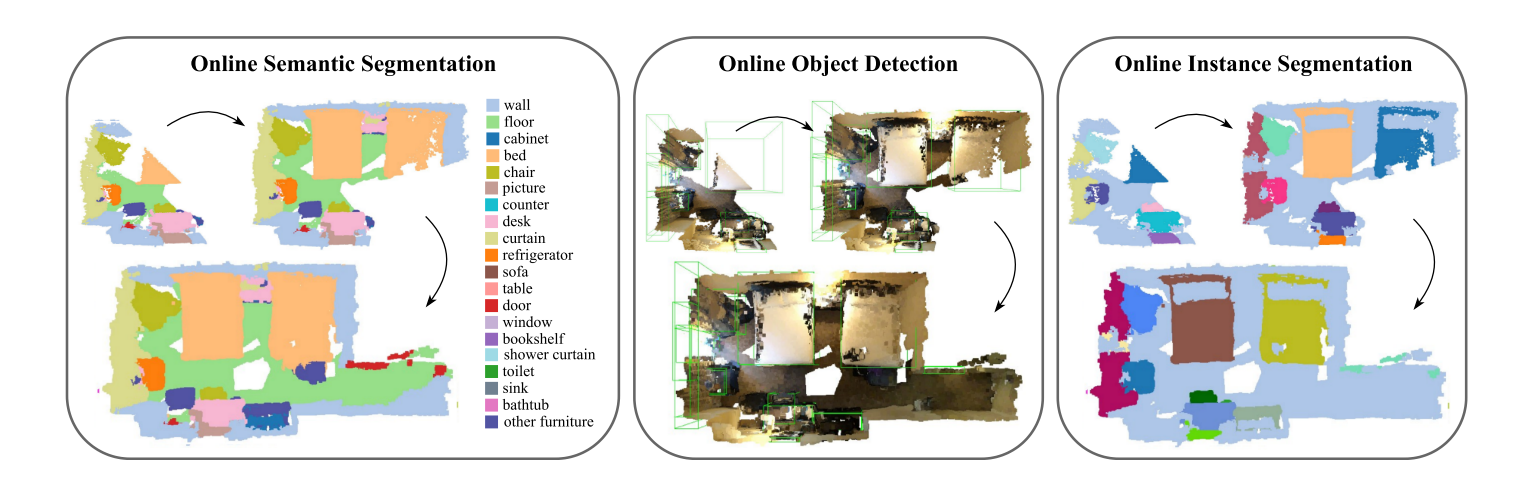 Online Semantic Segmentation
wall
floor
cabinet
bed
chair
picture
counter
desk
curtain
refrigerator
sofa
table
door
window
bookshelf
shower curtain
toilet
sink
bathtub
other furniture
Online Object Detection
Online Instance Segmentation